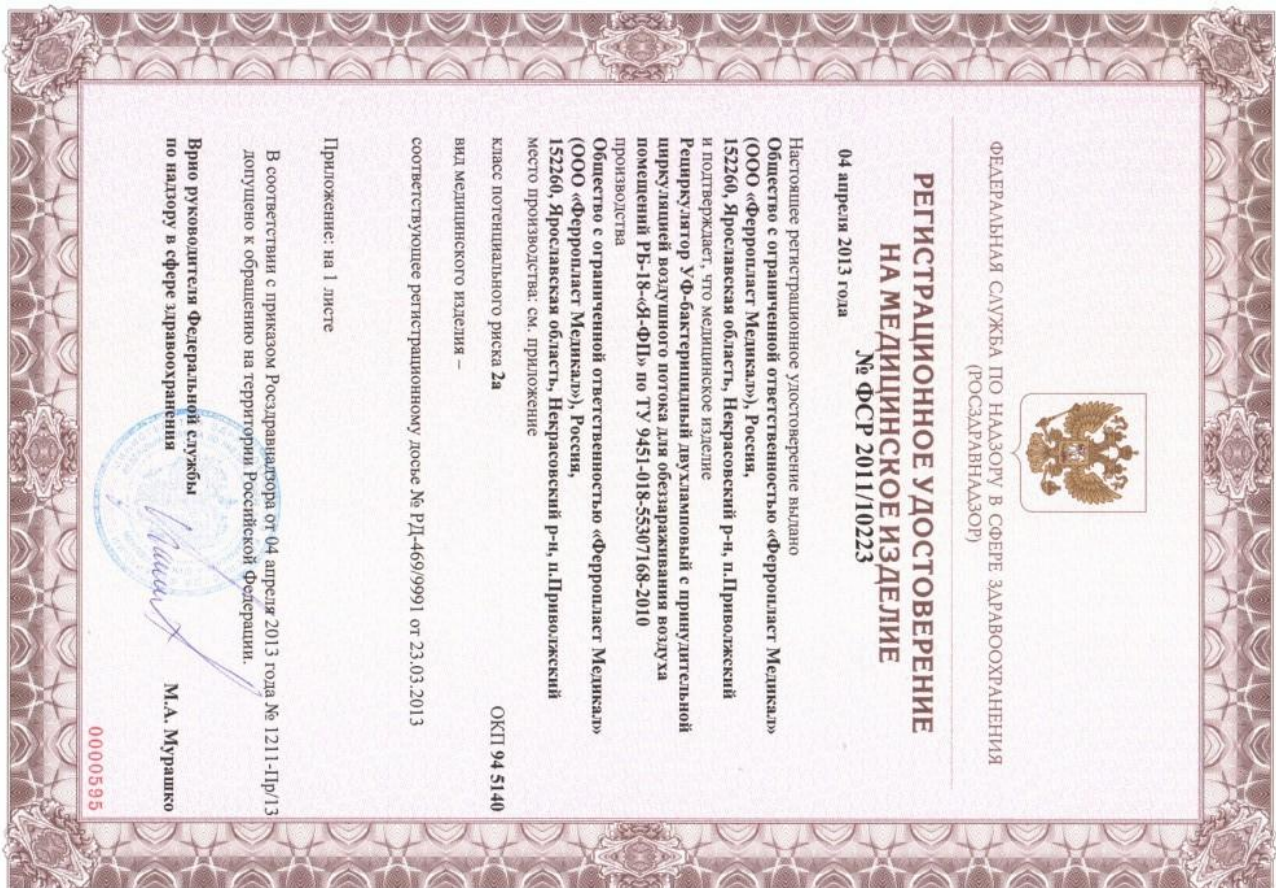 ФЕДЕРАЛЬНАЯ СЛУЖБА ПО НАДЗОРУ В СФЕРЕ ЗДРАВООХРАНЕНИЯ
(РОСЗДРАВНАДЗОР)
РЕГИСТРАЦИОННОЕ УДОСТОВЕРЕНИЕ
НА МЕДИЦИНСКОЕ ИЗДЕЛИЕ
№ ФСР 2011/10223
04 апреля 2013 года
Настоящее регистрационное удостоверение выдано
Общество с ограниченной ответственностью «Ферропласт Медикал»
(ООО «Ферропласт Медикал»), Россия,
152260, Ярославская область, Некрасовский р-н, п.Приволжский
и подтверждает, что медицинское изделие
Рециркулятор УФ-бактерицидный двухламповый с принудительной
циркуляцией воздушного потока для обеззараживания воздуха
помещений РБ-18-«Я-ФП» по ТУ 9451-018-55307168-2010
производства
Общество с ограниченной ответственностью «Ферропласт Медикал»
(ООО «Ферропласт Медикал»), Россия,
152260, Ярославская область, Некрасовский р-н, п.Приволжский
место производства: см. приложение
класс потенциального риска 2а ОКП 94 5140
вид медицинского изделия –
соответствующее регистрационному досье № РД-469/9991 от 23.03.2013
Приложение: на 1 листе
В соответствии с приказом Росздравнадзора от 04 апреля 2013 года № 1211-Пр/13
допущено к обращению на территории Российской Федерации.
Врио руководителя Федеральной службы
по надзору в сфере здравоохранения М.А. Мурашко
0000595